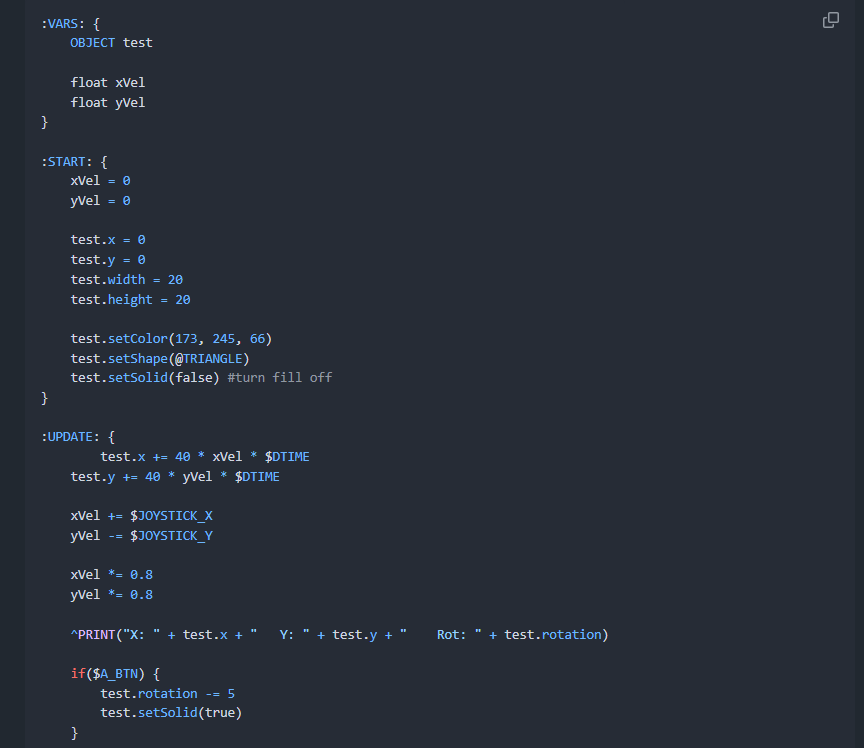 :VARS: {
    OBJECT test

    float xVel
    float yVel
}

:START: {
    xVel = 0
    yVel = 0

    test.x = 0
    test.y = 0
    test.width = 20
    test.height = 20

    test.setColor(173, 245, 66)
    test.setShape(@TRIANGLE)
    test.setSolid(false) #turn fill off
}

:UPDATE: {
        test.x += 40 * xVel * $DTIME
    test.y += 40 * yVel * $DTIME

    xVel += $JOYSTICK_X
    yVel -= $JOYSTICK_Y

    xVel *= 0.8
    yVel *= 0.8

    ^PRINT("X: " + test.x + "   Y: " + test.y + "    Rot: " + test.rotation)

    if($A_BTN) {
        test.rotation -= 5
        test.setSolid(true)
    }